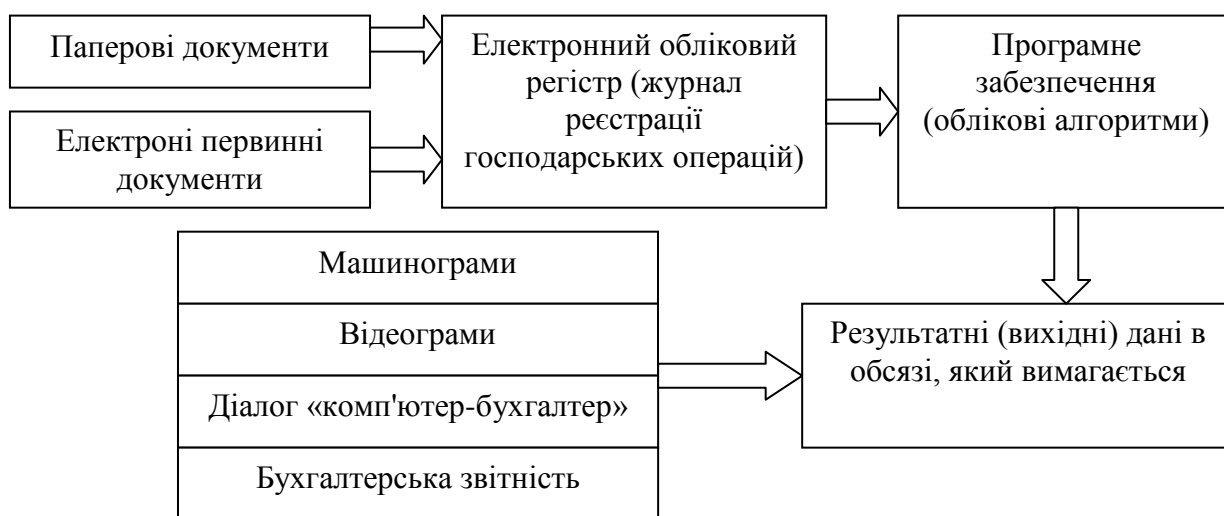 Паперові документи
Електроні первинні
документи
Електронний обліковий
регістр (журнал
реєстрації
господарських операцій)
Програмне
забезпечення
(облікові алгоритми)
Машинограми
Відеограми
Діалог «комп'ютер-бухгалтер»
Бухгалтерська звітність
Результатні (вихідні) дані в
обсязі, який вимагається